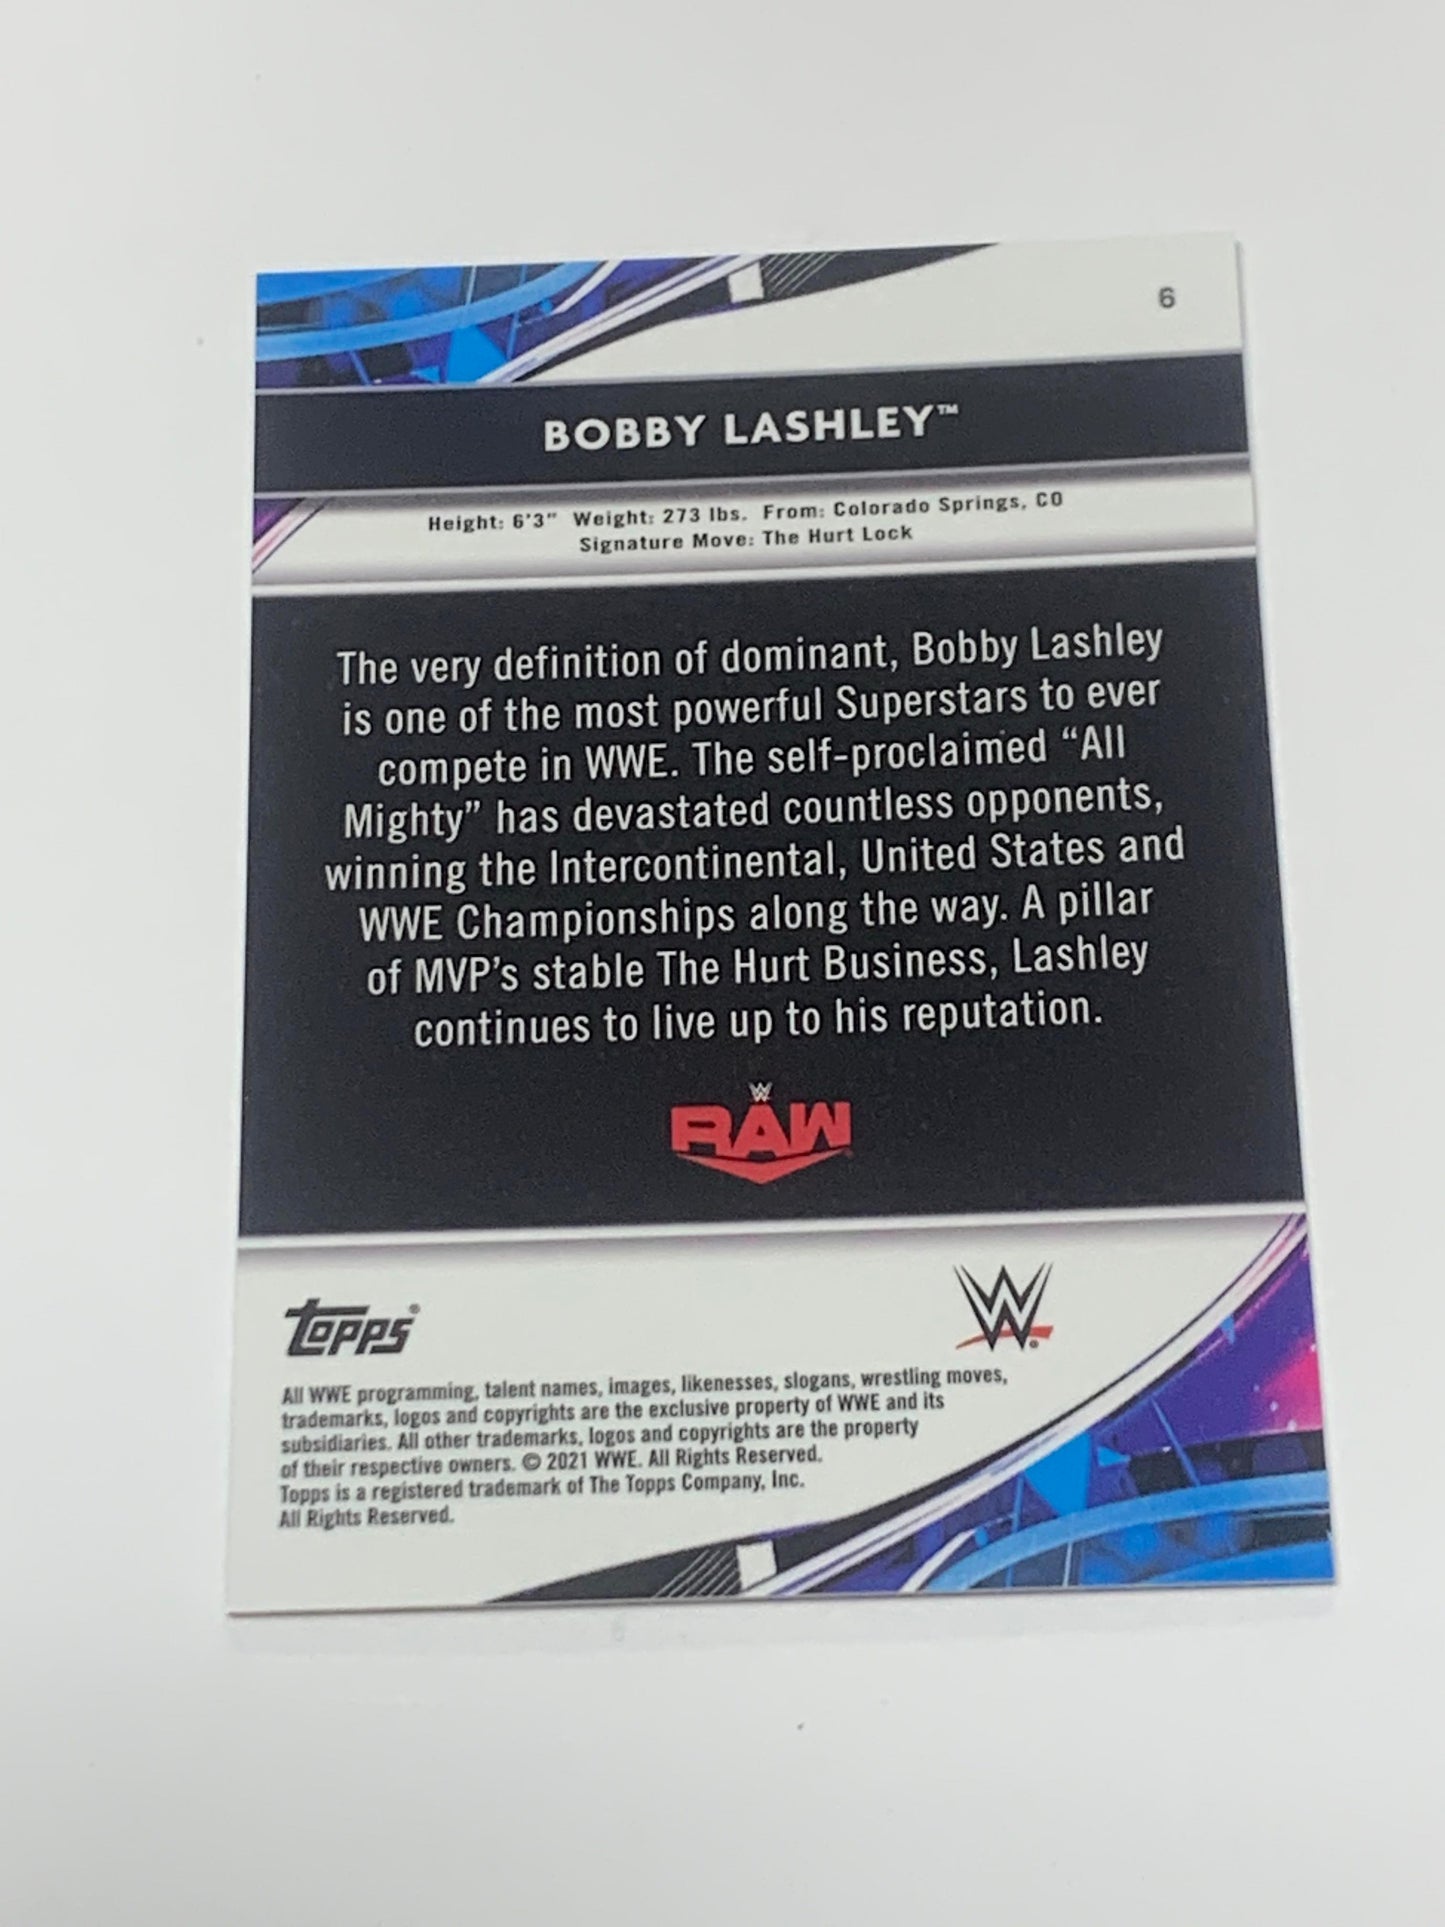 6
BOBBY LASHLEY™
Height: 6'3" Weight: 273 lbs. From: Colorado Springs, CO
Signature Move: The Hurt Lock
The very definition of dominant, Bobby Lashley
is one of the most powerful Superstars to ever
compete in WWE. The self-proclaimed “All
Mighty” has devastated countless opponents,
winning the Intercontinental, United States and
WWE Championships along the way. A pillar
of MVP’s stable The Hurt Business, Lashley
continues to live up to his reputation.
W
RAW
Topps®
W®
All WWE programming, talent names, images, likenesses, slogans, wrestling moves,
trademarks, logos and copyrights are the exclusive property of WWE and its
subsidiaries. All other trademarks, logos and copyrights are the property
of their respective owners. © 2021 WWE. All Rights Reserved.
Topps is a registered trademark of The Topps Company, Inc.
All Rights Reserved.